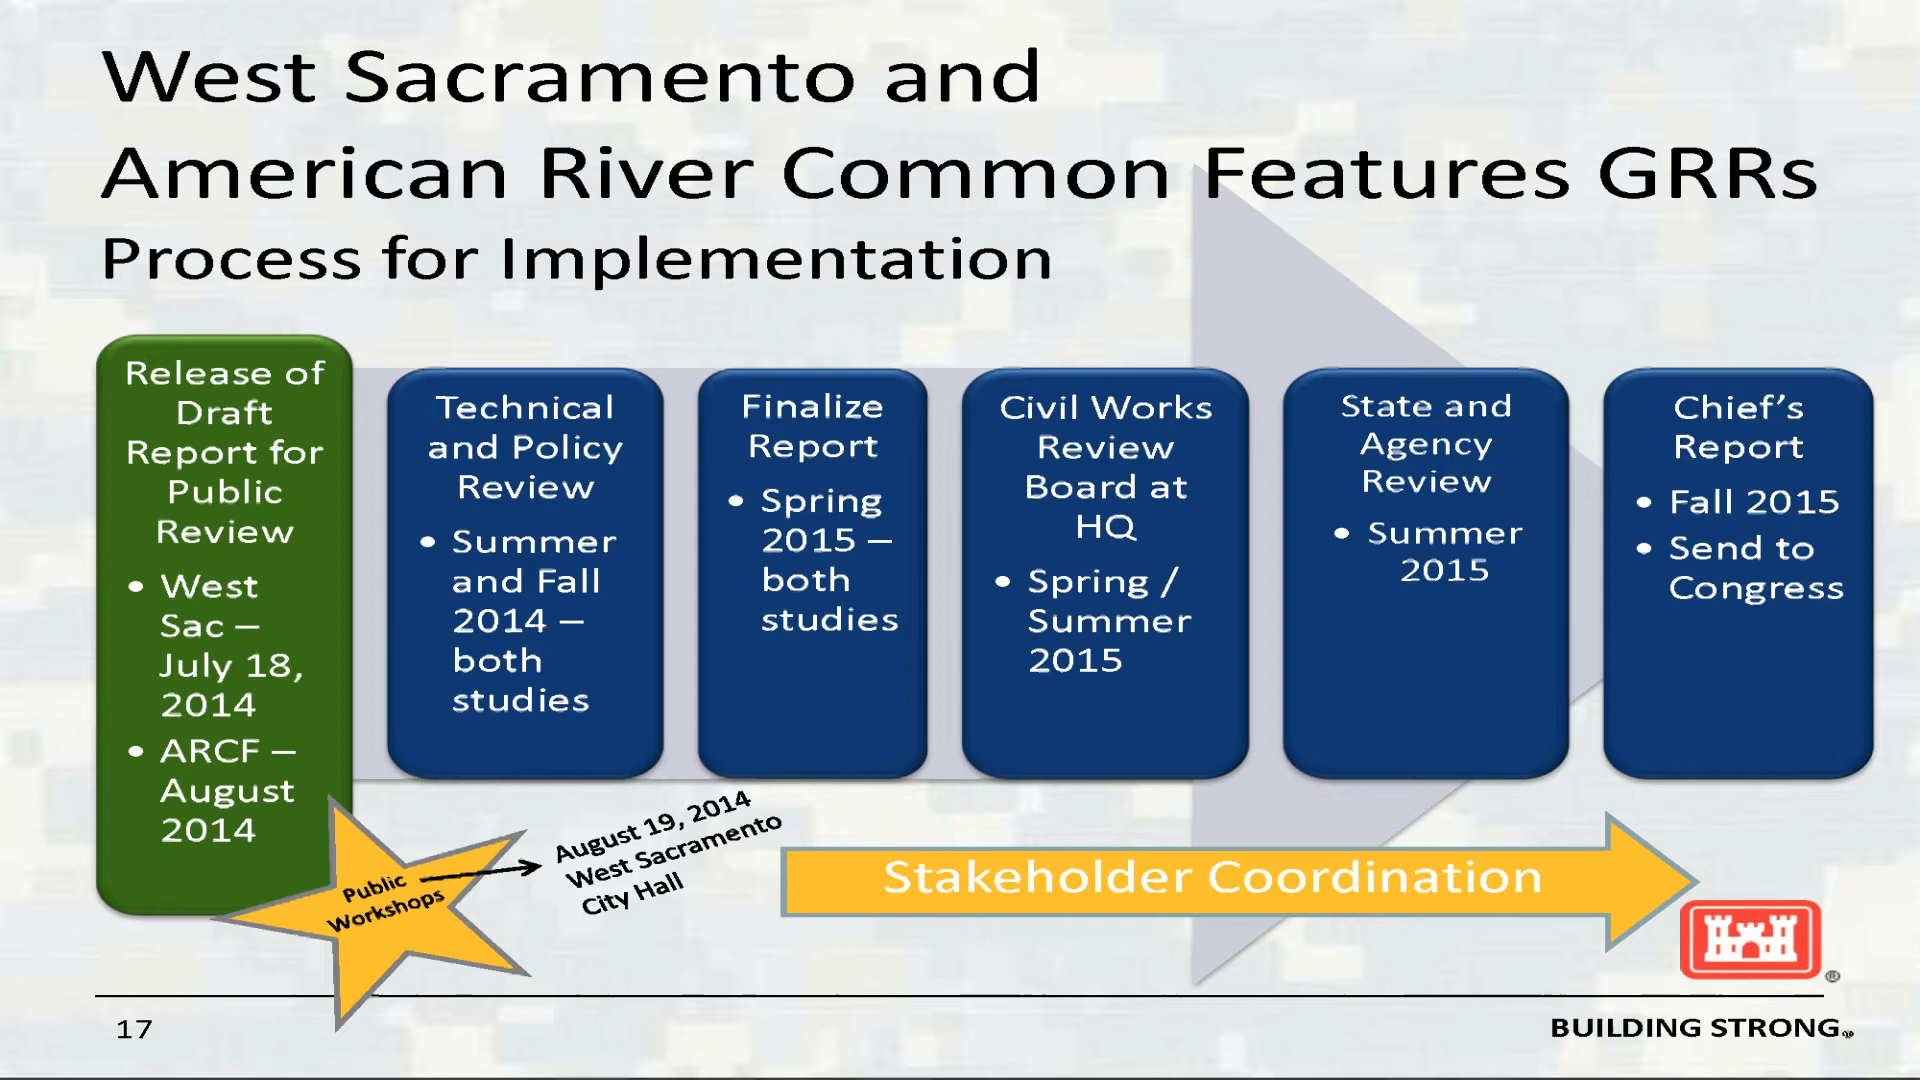 West Sacramento and
American River Common Features GRRs
Process for Implementation
Release of
Draft
Report for
Public
Review
• West
Sac –
July 18,
2014
• ARCF –
August
2014
Technical
and Policy
Review
• Summer
and Fall
2014 –
both
studies
Finalize
Report
• Spring
2015 –
both
studies
Civil Works
Review
Board at
HQ
• Spring /
Summer
2015
State and
Agency
Review
• Summer
2015
Chief’s
Report
• Fall 2015
• Send to
Congress
Public
Workshops
August 19, 2014
West Sacramento
City Hall
Stakeholder Coordination
®
17
BUILDING STRONG®